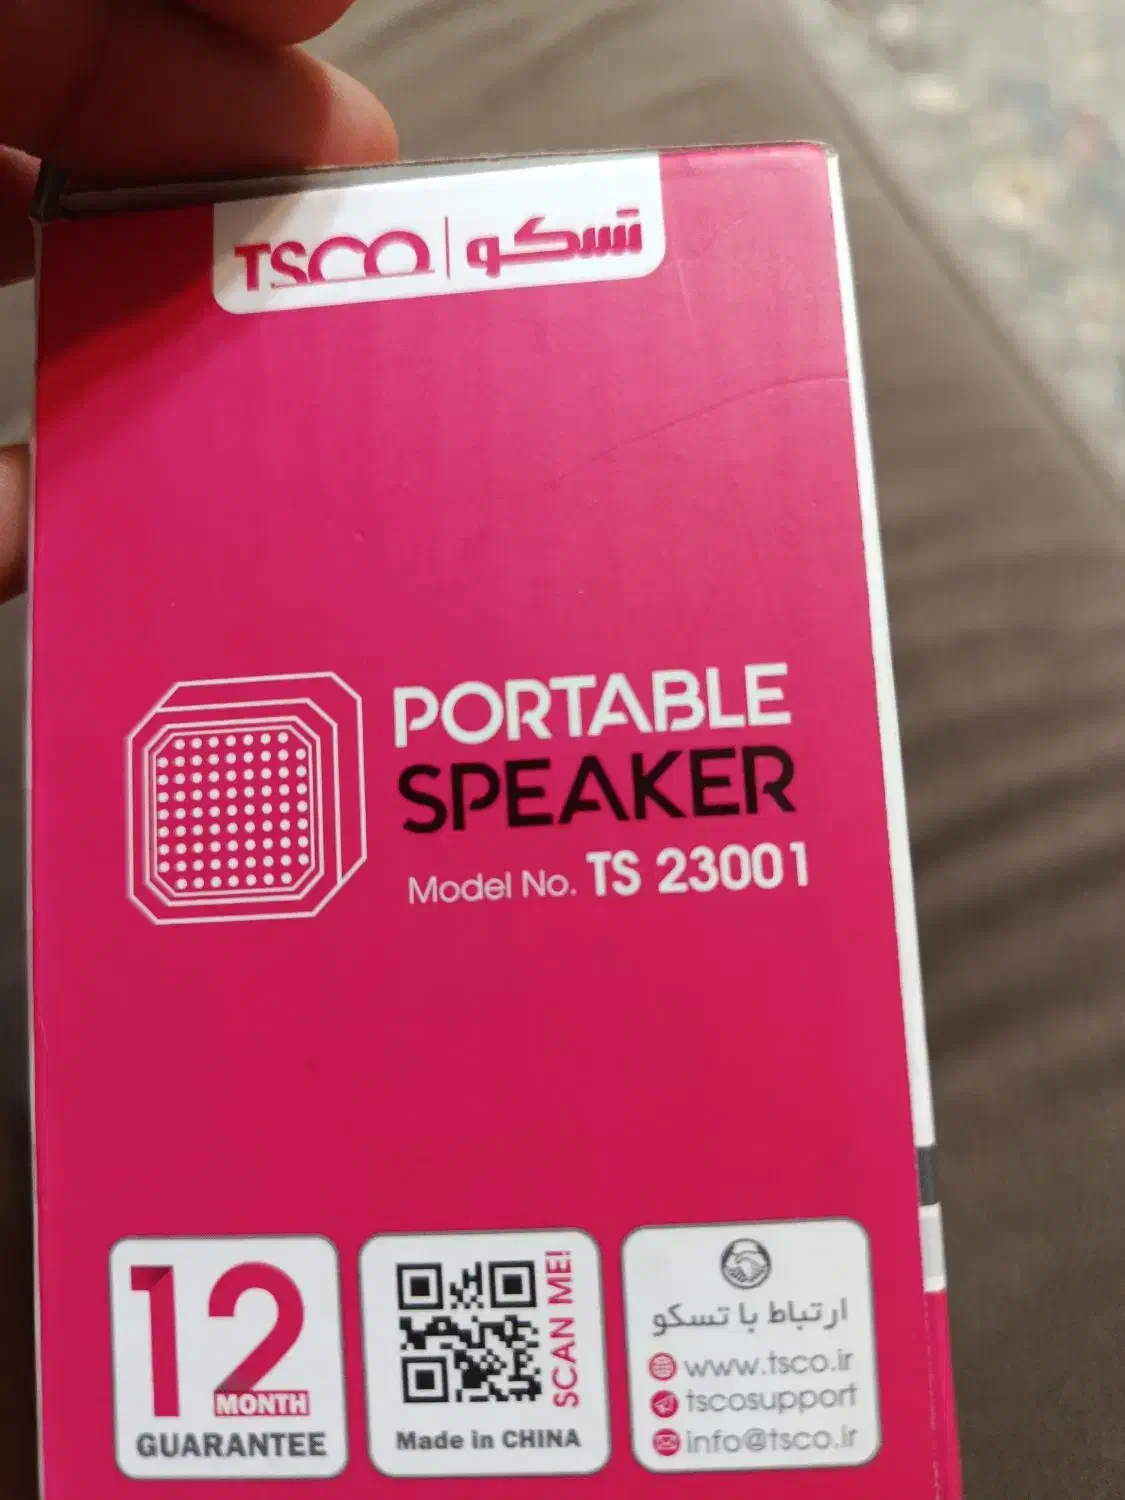 TSCO | تسكو
PORTABLE
SPEAKER
Model No. TS 23001
12
MONTH
GUARANTEE
SCAN ME!
Made in CHINA
ارتباط با تسکو
www.tsco.ir
tscosupport
info@tsco.ir